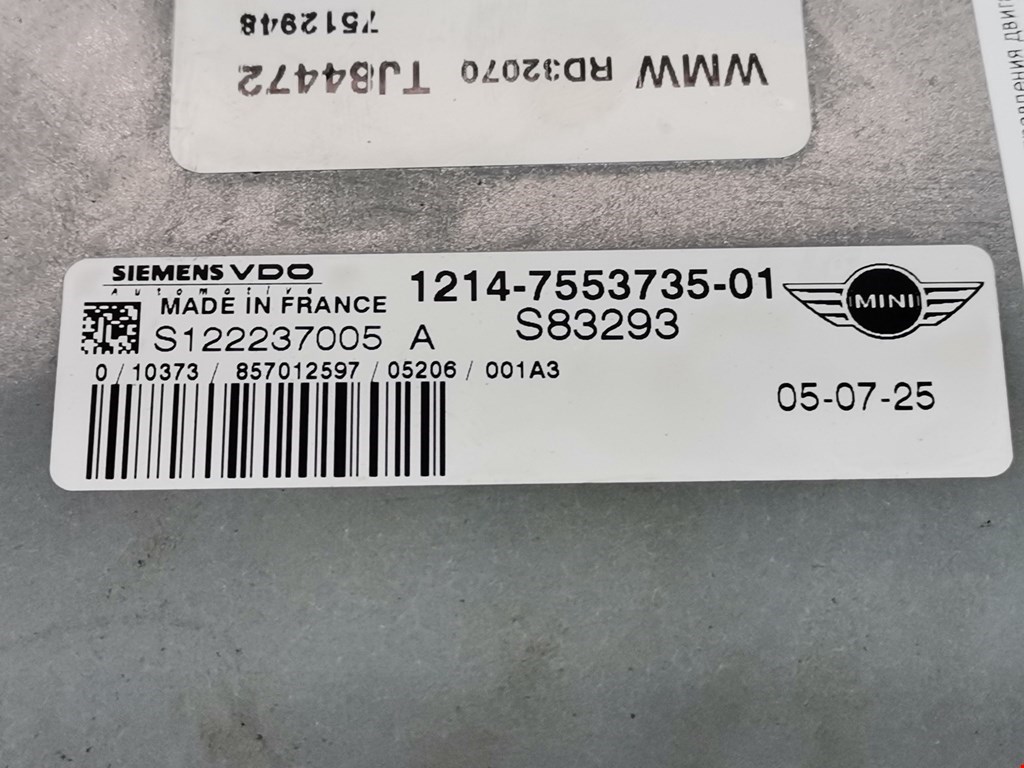 WMW RD32070 TJ84472
7512948
SIEMENS VDO
Automotive
MADE IN FRANCE
S122237005 A
1214-7553735-01
S83293
MINI
0/10373/857012597/05206/001A3
05-07-25